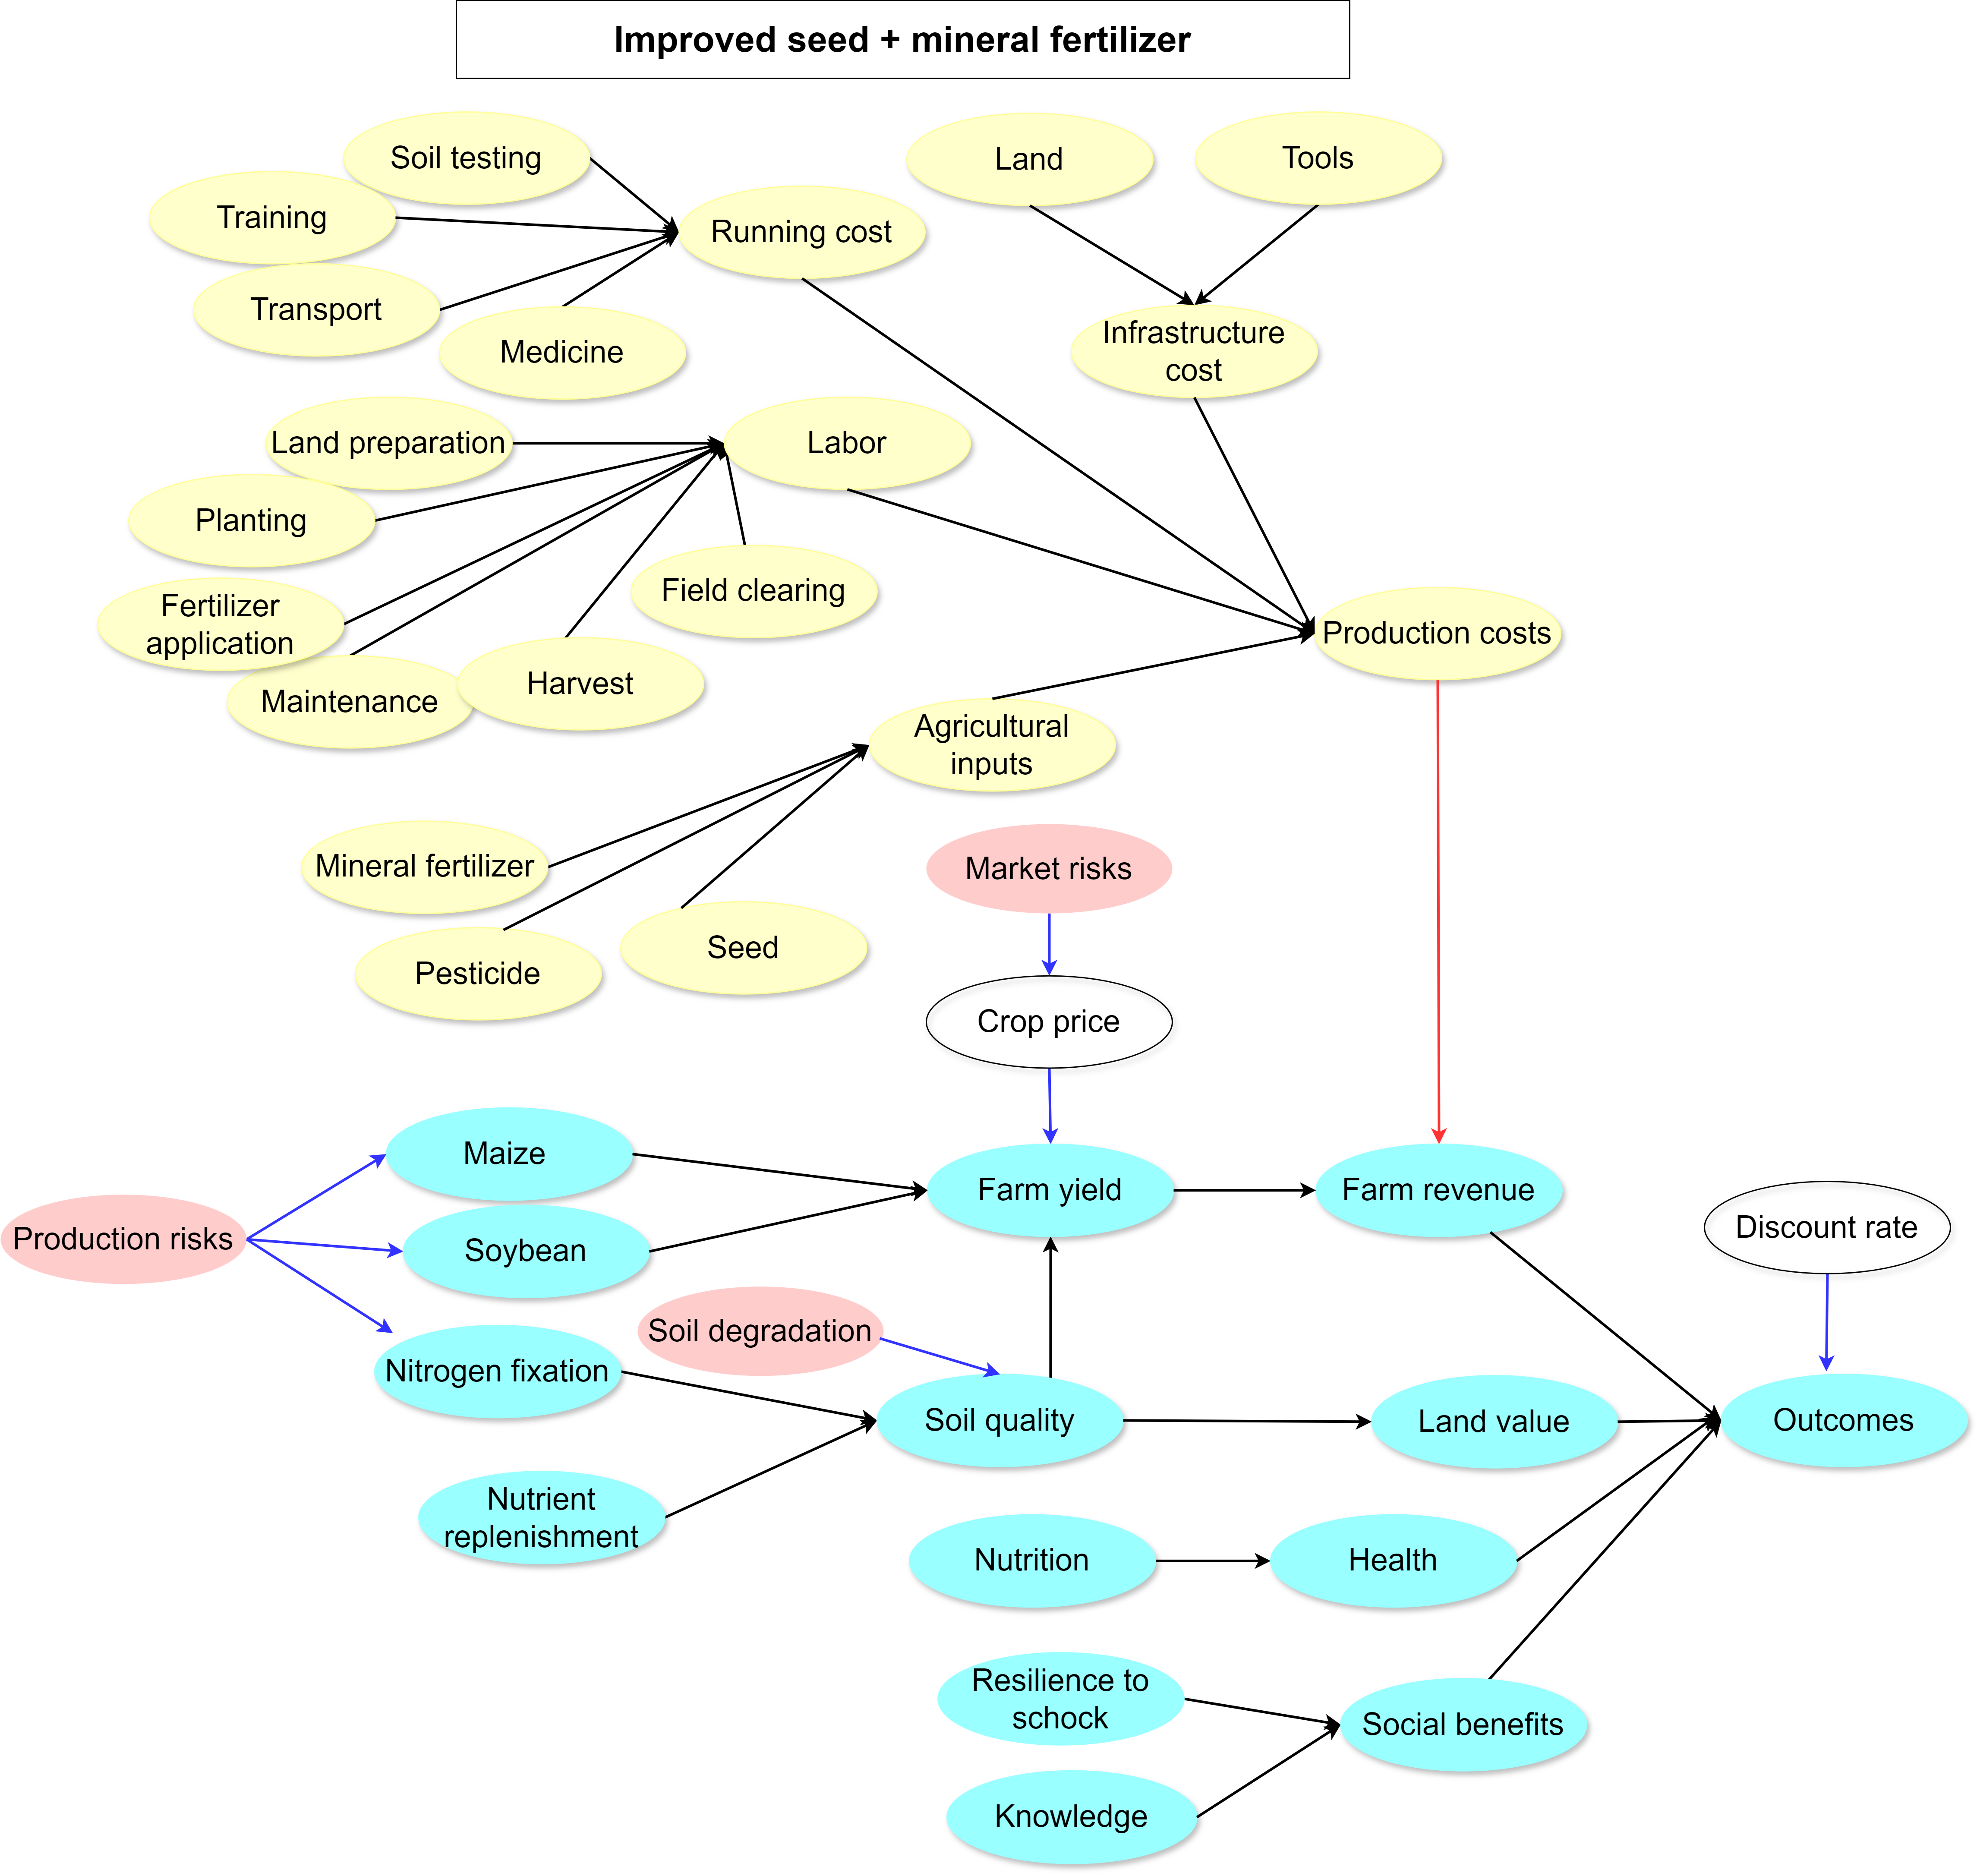 Improved seed + mineral fertilizer
Soil testing
Land
Tools
Training
Running cost
Transport
Medicine
Infrastructure
cost
Land preparation
Labor
Planting
Field clearing
Fertilizer
application
Production costs
Maintenance
Harvest
Agricultural
inputs
Mineral fertilizer
Market risks
Pesticide
Seed
Crop price
Maize
Farm yield
Farm revenue
Production risks
Soybean
Discount rate
Soil degradation
Nitrogen fixation
Soil quality
Land value
Outcomes
Nutrient
replenishment
Nutrition
Health
Resilience to
schock
Social benefits
Knowledge